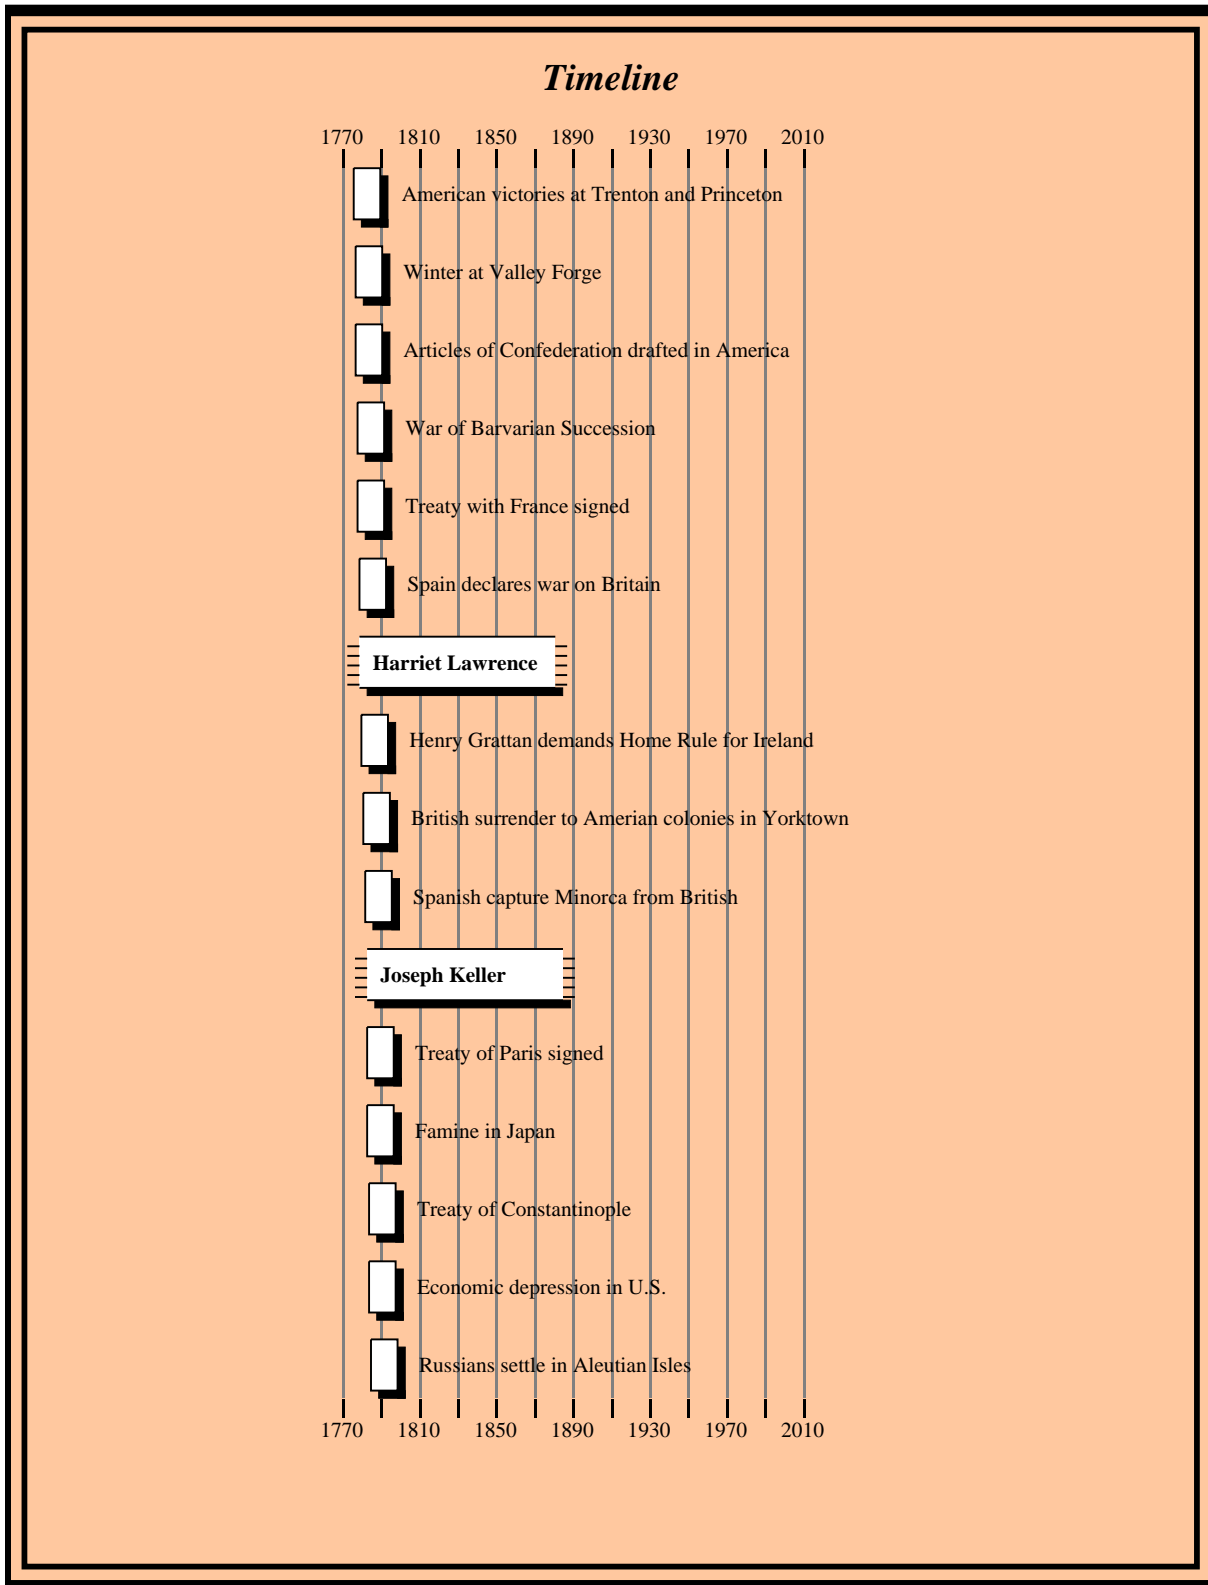 Timeline
1770 1810 1850 1890 1930 1970 2010
American victories at Trenton and Princeton
Winter at Valley Forge
Articles of Confederation drafted in America
War of Barvarian Succession
Treaty with France signed
Spain declares war on Britain
Harriet Lawrence
Henry Grattan demands Home Rule for Ireland
British surrender to Amerian colonies in Yorktown
Spanish capture Minorca from British
Joseph Keller
Treaty of Paris signed
Famine in Japan
Treaty of Constantinople
Economic depression in U.S.
Russians settle in Aleutian Isles
1770 1810 1850 1890 1930 1970 2010